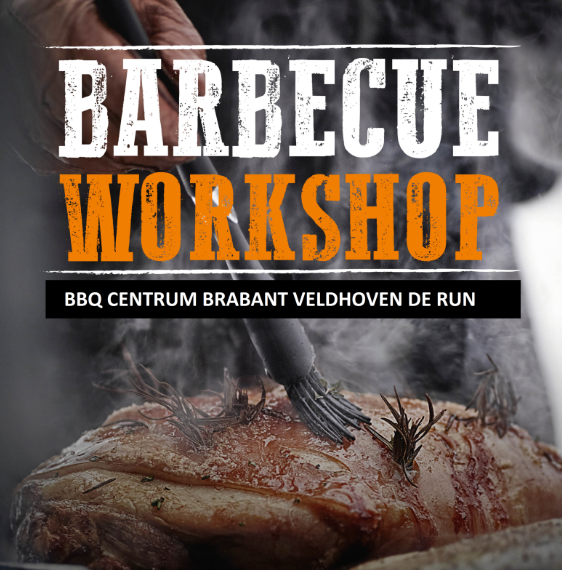 BARBECUE
WORKSHOP
BBQ CENTRUM BRABANT VELDHOVEN DE RUN